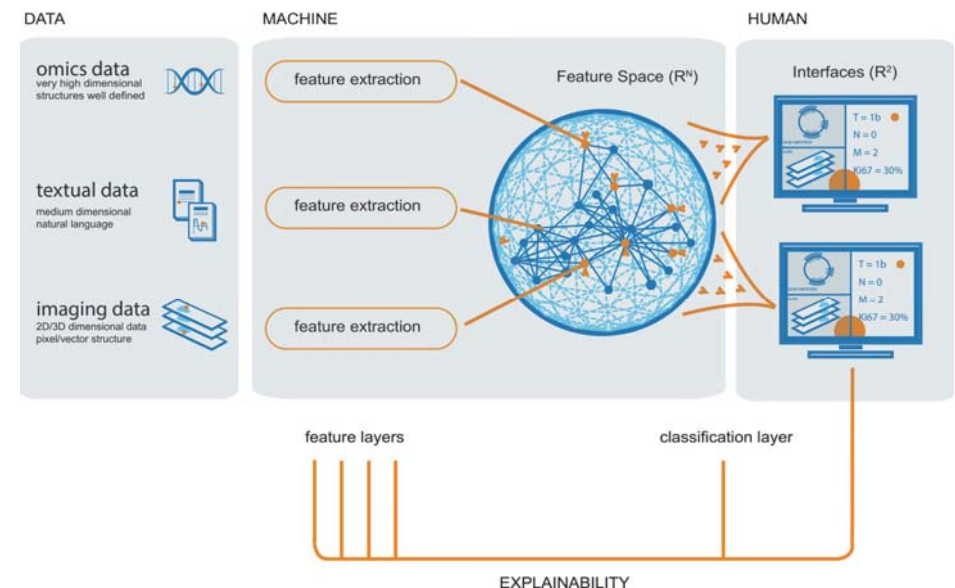 DATA
MACHINE
HUMAN
omics data
very high dimensional
structures well defined
textual data
medium dimensional
natural language
imaging data
2D/3D dimensional data
pixel/vector structure
feature extraction
feature extraction
feature extraction
Feature Space (Rᴺ)
Interfaces (R²)
T = 1b
N = 0
M = 2
Ki67 = 30%
T = 1b
N = 0
M = 2
Ki67 = 30%
feature layers
classification layer
EXPLAINABILITY